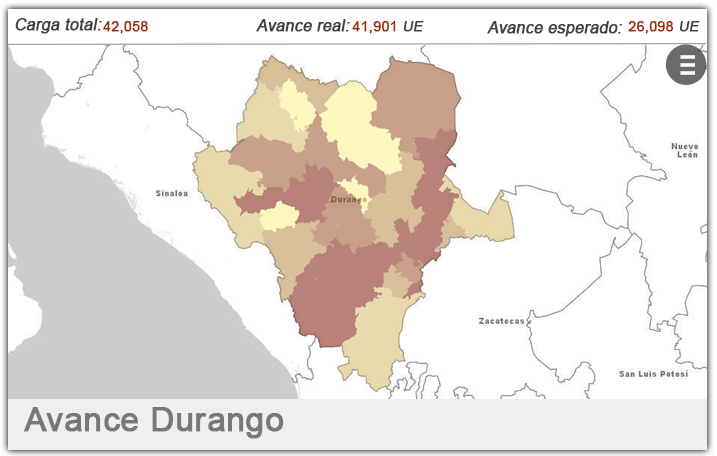 Carga total: 42,058 Avance real: 41,901 UE Avance esperado: 26,098 UE
Nuevo
León
Sinaloa
Durango
Zacatecas
San Luis Potosí
Avance Durango